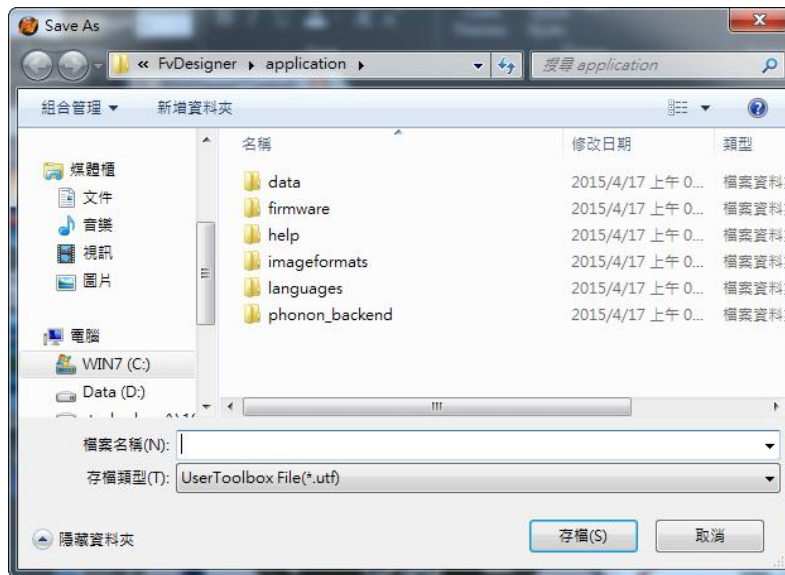 Save As
« FvDesigner ▸ application ▸
搜尋 application
組合管理 新增資料夾
名稱 修改日期 類型
媒體櫃
文件
音樂
視訊
圖片
電腦
WIN7 (C:)
Data (D:)
data 2015/4/17 上午 0... 檔案資料
firmware 2015/4/17 上午 0... 檔案資料
help 2015/4/17 上午 0... 檔案資料
imageformats 2015/4/17 上午 0... 檔案資料
languages 2015/4/17 上午 0... 檔案資料
phonon_backend 2015/4/17 上午 0... 檔案資料
檔案名稱(N):
存檔類型(T): UserToolbox File(*.utf)
隱藏資料夾 存檔(S) 取消